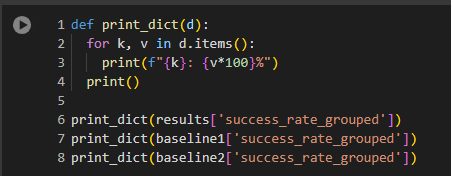 1 def print_dict(d):
2   for k, v in d.items():
3     print(f"{k}: {v*100}%")
4   print()
5
6 print_dict(results['success_rate_grouped'])
7 print_dict(baseline1['success_rate_grouped'])
8 print_dict(baseline2['success_rate_grouped'])